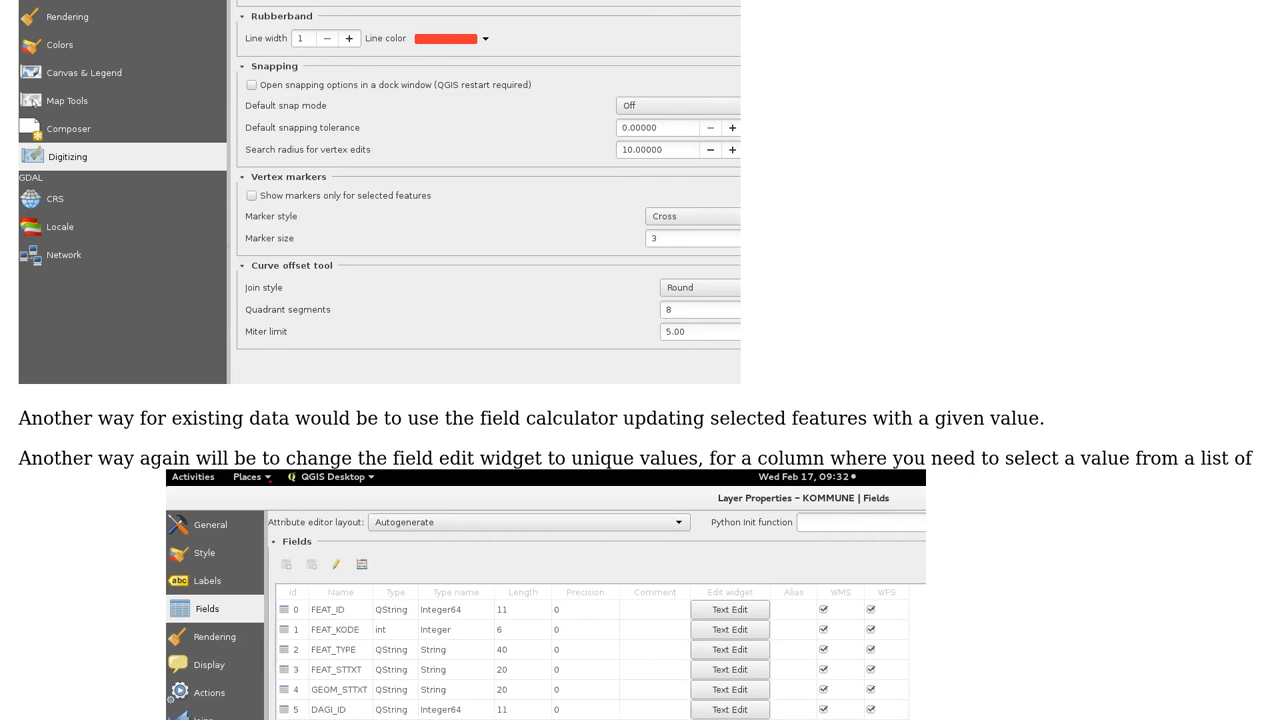 Rendering
Colors
Canvas & Legend
Map Tools
Composer
Digitizing
GDAL
CRS
Locale
Network
Rubberband
Line width 1 Line color
Snapping
Open snapping options in a dock window (QGIS restart required)
Default snap mode Off
Default snapping tolerance 0.00000
Search radius for vertex edits 10.00000
Vertex markers
Show markers only for selected features
Marker style Cross
Marker size 3
Curve offset tool
Join style Round
Quadrant segments 8
Miter limit 5.00
Another way for existing data would be to use the field calculator updating selected features with a given value.
Another way again will be to change the field edit widget to unique values, for a column where you need to select a value from a list of
Activities Places QGIS Desktop Wed Feb 17, 09:32
Layer Properties – KOMMUNE | Fields
General
Style
abc Labels
Fields
Rendering
Display
Actions
Attribute editor layout: Autogenerate Python Init function
Fields
Id Name Type Type name Length Precision Comment Edit widget Alias WMS WFS
0 FEAT_ID QString Integer64 11 0 Text Edit
1 FEAT_KODE int Integer 6 0 Text Edit
2 FEAT_TYPE QString String 40 0 Text Edit
3 FEAT_STTXT QString String 20 0 Text Edit
4 GEOM_STTXT QString String 20 0 Text Edit
5 DAGI_ID QString Integer64 11 0 Text Edit